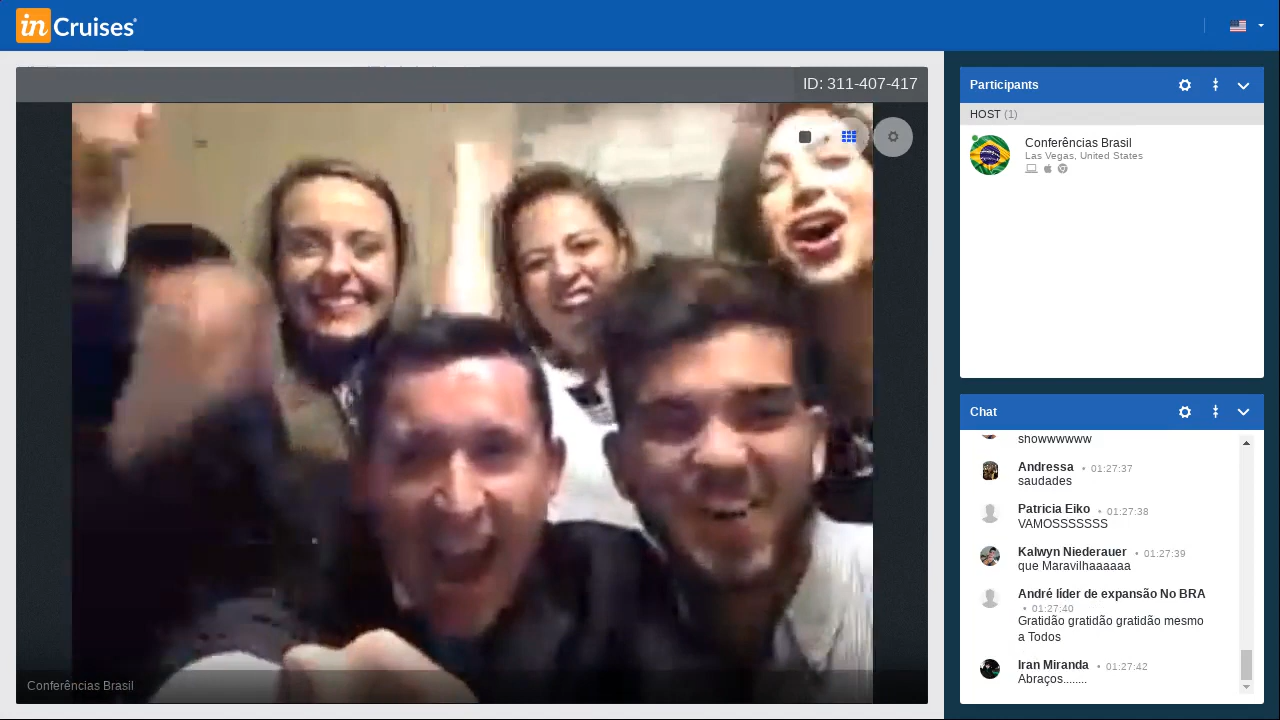 in Cruises®
ID: 311-407-417
Conferências Brasil
Participants
HOST (1)
Conferências Brasil
Las Vegas, United States
Chat
showwwwww
Andressa • 01:27:37
saudades
Patricia Eiko • 01:27:38
VAMOSSSSSSS
Kalwyn Niederauer • 01:27:39
que Maravilhaaaaaa
André líder de expansão No BRA
• 01:27:40
Gratidão gratidão gratidão mesmo
a Todos
Iran Miranda • 01:27:42
Abraços........